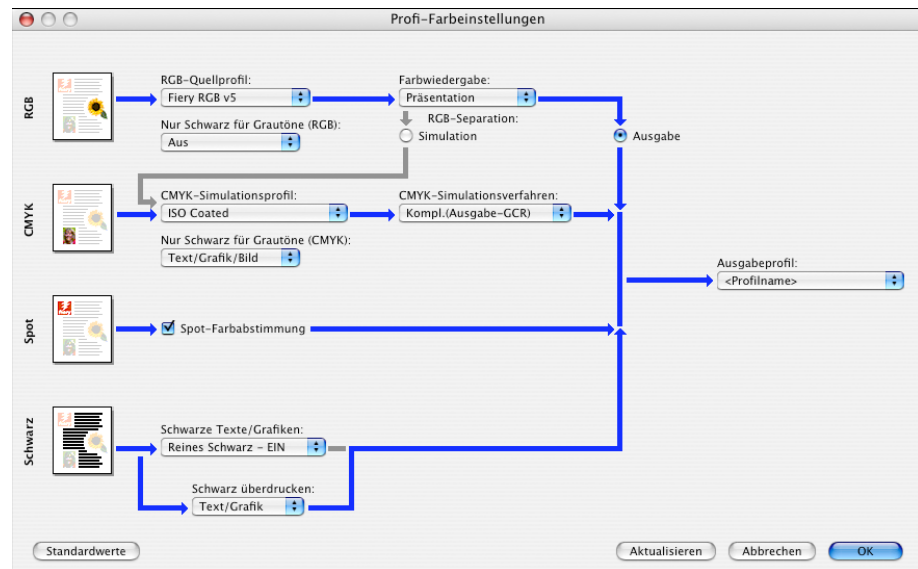 Profi-Farbeinstellungen
RGB
RGB-Quellprofil:
Fiery RGB v5
Farbwiedergabe:
Präsentation
Nur Schwarz für Grautöne (RGB):
Aus
RGB-Separation:
Simulation
Ausgabe
CMYK
CMYK-Simulationsprofil:
ISO Coated
CMYK-Simulationsverfahren:
Kompl.(Ausgabe-GCR)
Nur Schwarz für Grautöne (CMYK):
Text/Grafik/Bild
Ausgabeprofil:
<Profilname>
Spot
Spot-Farbabstimmung
Schwarz
Schwarze Texte/Grafiken:
Reines Schwarz – EIN
Schwarz überdrucken:
Text/Grafik
Standardwerte
Aktualisieren
Abbrechen
OK